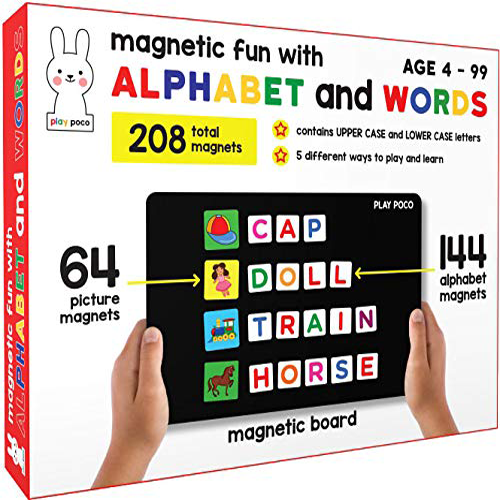 magnetic fun with
ALPHABET and WORDS
AGE 4 - 99
play poco
208 total magnets
contains UPPER CASE and LOWER CASE letters
5 different ways to play and learn
PLAY POCO
CAP
DOLL
TRAIN
HORSE
64
picture
magnets
144
alphabet
magnets
magnetic board
magnetic fun with
ALPHABET and WORDS